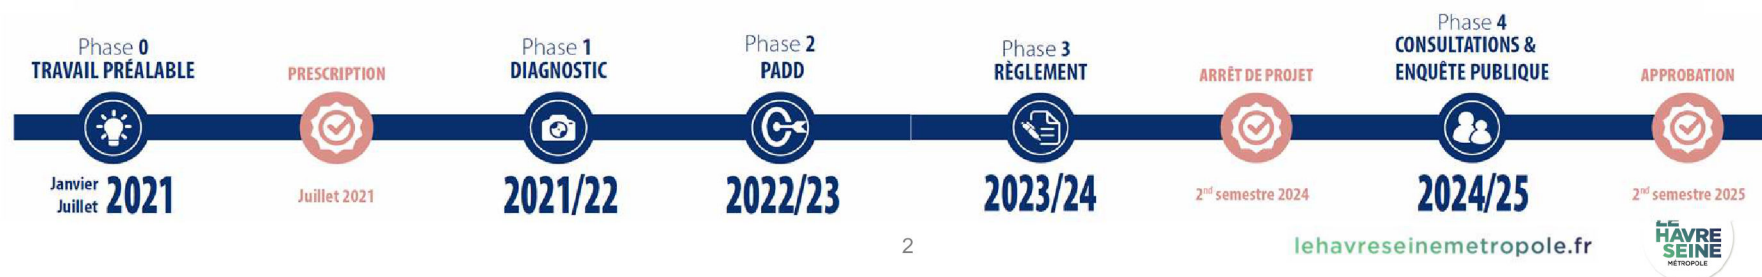 Phase 0
TRAVAIL PRÉALABLE
Janvier
Juillet
2021
PRESCRIPTION
Juillet 2021
Phase 1
DIAGNOSTIC
2021/22
Phase 2
PADD
2022/23
Phase 3
RÈGLEMENT
2023/24
ARRÊT DE PROJET
2nd semestre 2024
Phase 4
CONSULTATIONS &
ENQUÊTE PUBLIQUE
2024/25
APPROBATION
2nd semestre 2025
2
lehavreseinemetropole.fr
LE
HAVRE
SEINE
MÉTROPOLE